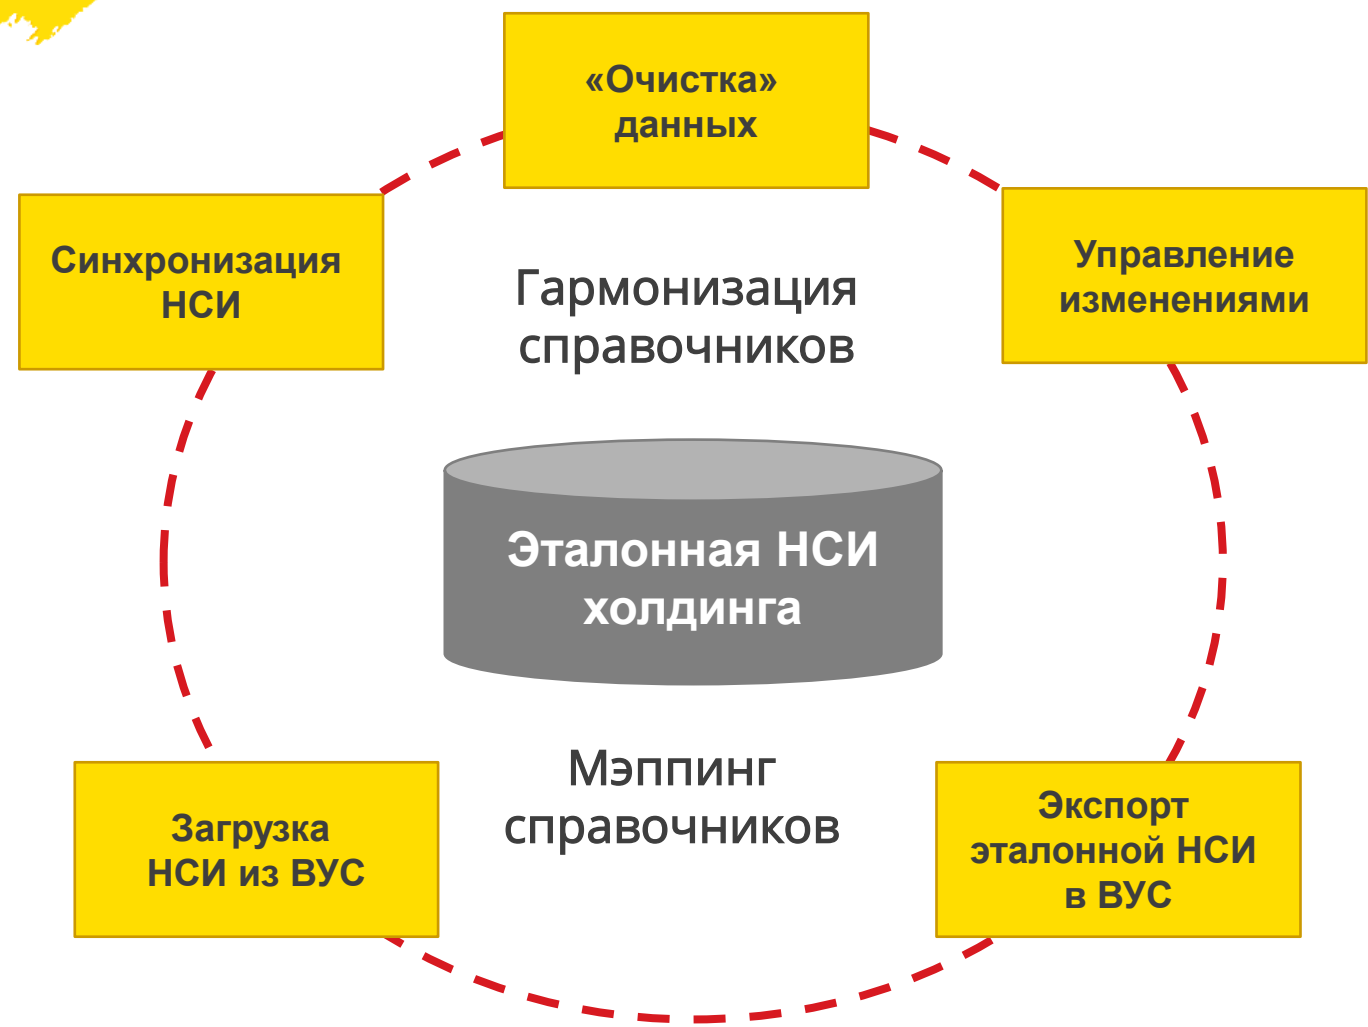 «Очистка»
данных
Синхронизация
НСИ
Управление
изменениями
Гармонизация
справочников
Эталонная НСИ
холдинга
Мэппинг
справочников
Загрузка
НСИ из ВУС
Экспорт
эталонной НСИ
в ВУС